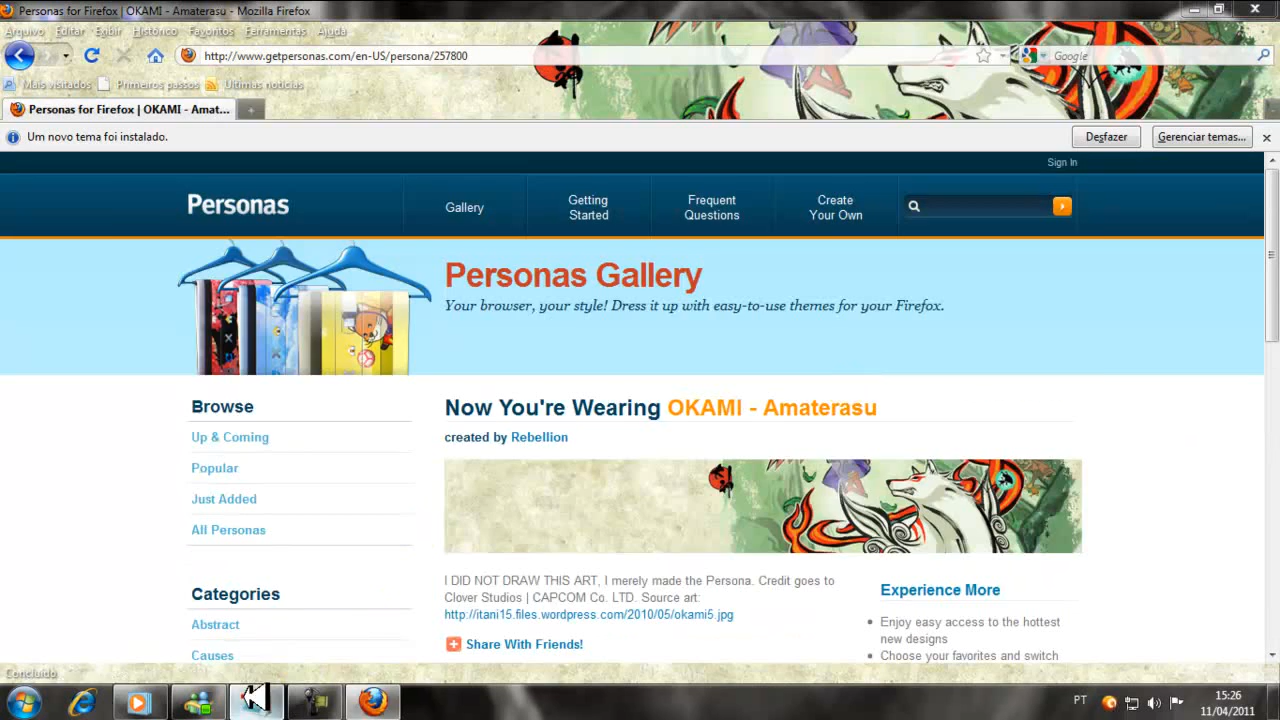 Personas for Firefox | OKAMI - Amaterasu - Mozilla Firefox
Arquivo Editar Exibir Histórico Favoritos Ferramentas Ajuda
http://www.getpersonas.com/en-US/persona/257800
Google
Mais visitados Primeiros passos Últimas notícias
Personas for Firefox | OKAMI - Amat...
Um novo tema foi instalado.
Desfazer
Gerenciar temas...
Sign In
Personas
Gallery
Getting
Started
Frequent
Questions
Create
Your Own
Personas Gallery
Your browser, your style! Dress it up with easy-to-use themes for your Firefox.
Browse
Up & Coming
Popular
Just Added
All Personas
Categories
Abstract
Causes
Now You're Wearing OKAMI - Amaterasu
created by Rebellion
I DID NOT DRAW THIS ART, I merely made the Persona. Credit goes to
Clover Studios | CAPCOM Co. LTD. Source art:
http://itani15.files.wordpress.com/2010/05/okami5.jpg
Share With Friends!
Experience More
Enjoy easy access to the hottest
new designs
Choose your favorites and switch
Concluído
PT
15:26
11/04/2011